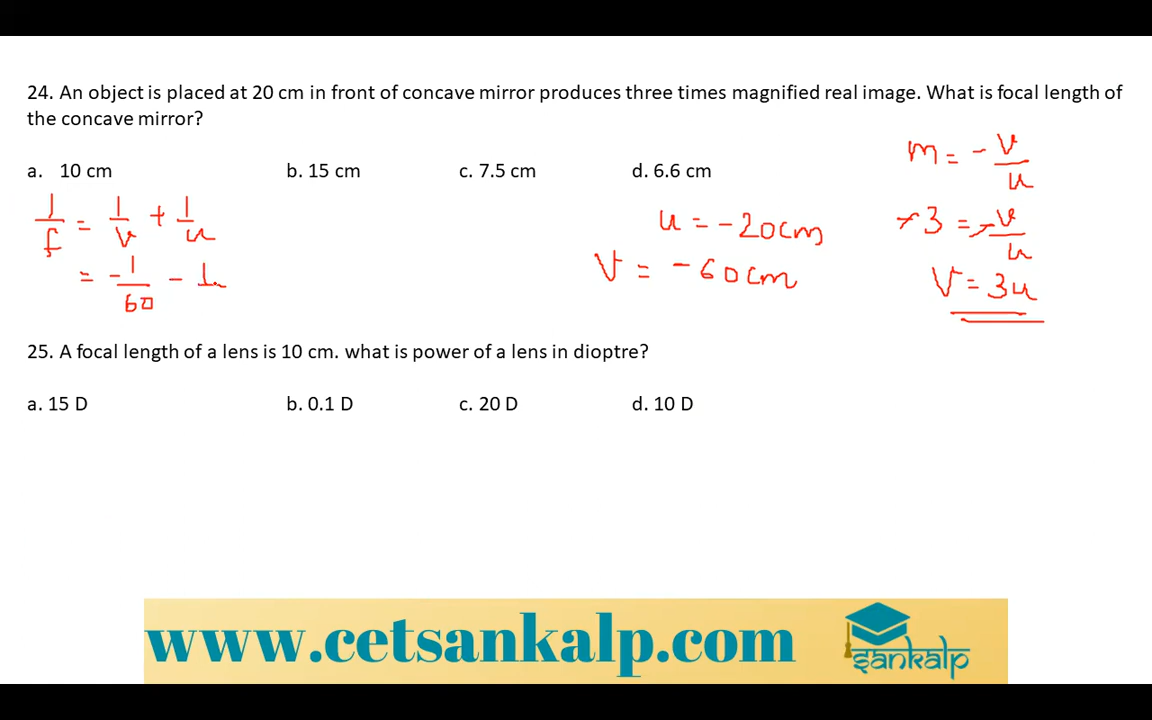 24. An object is placed at 20 cm in front of concave mirror produces three times magnified real image. What is focal length of
the concave mirror?
a. 10 cm b. 15 cm c. 7.5 cm d. 6.6 cm
m = - v/u
1/f = 1/v + 1/u
u = -20cm
-3 = -v/u
= -1/60 - 1
v = -60cm
v = 3u
25. A focal length of a lens is 10 cm. what is power of a lens in dioptre?
a. 15 D b. 0.1 D c. 20 D d. 10 D
www.cetsankalp.com
sankalp